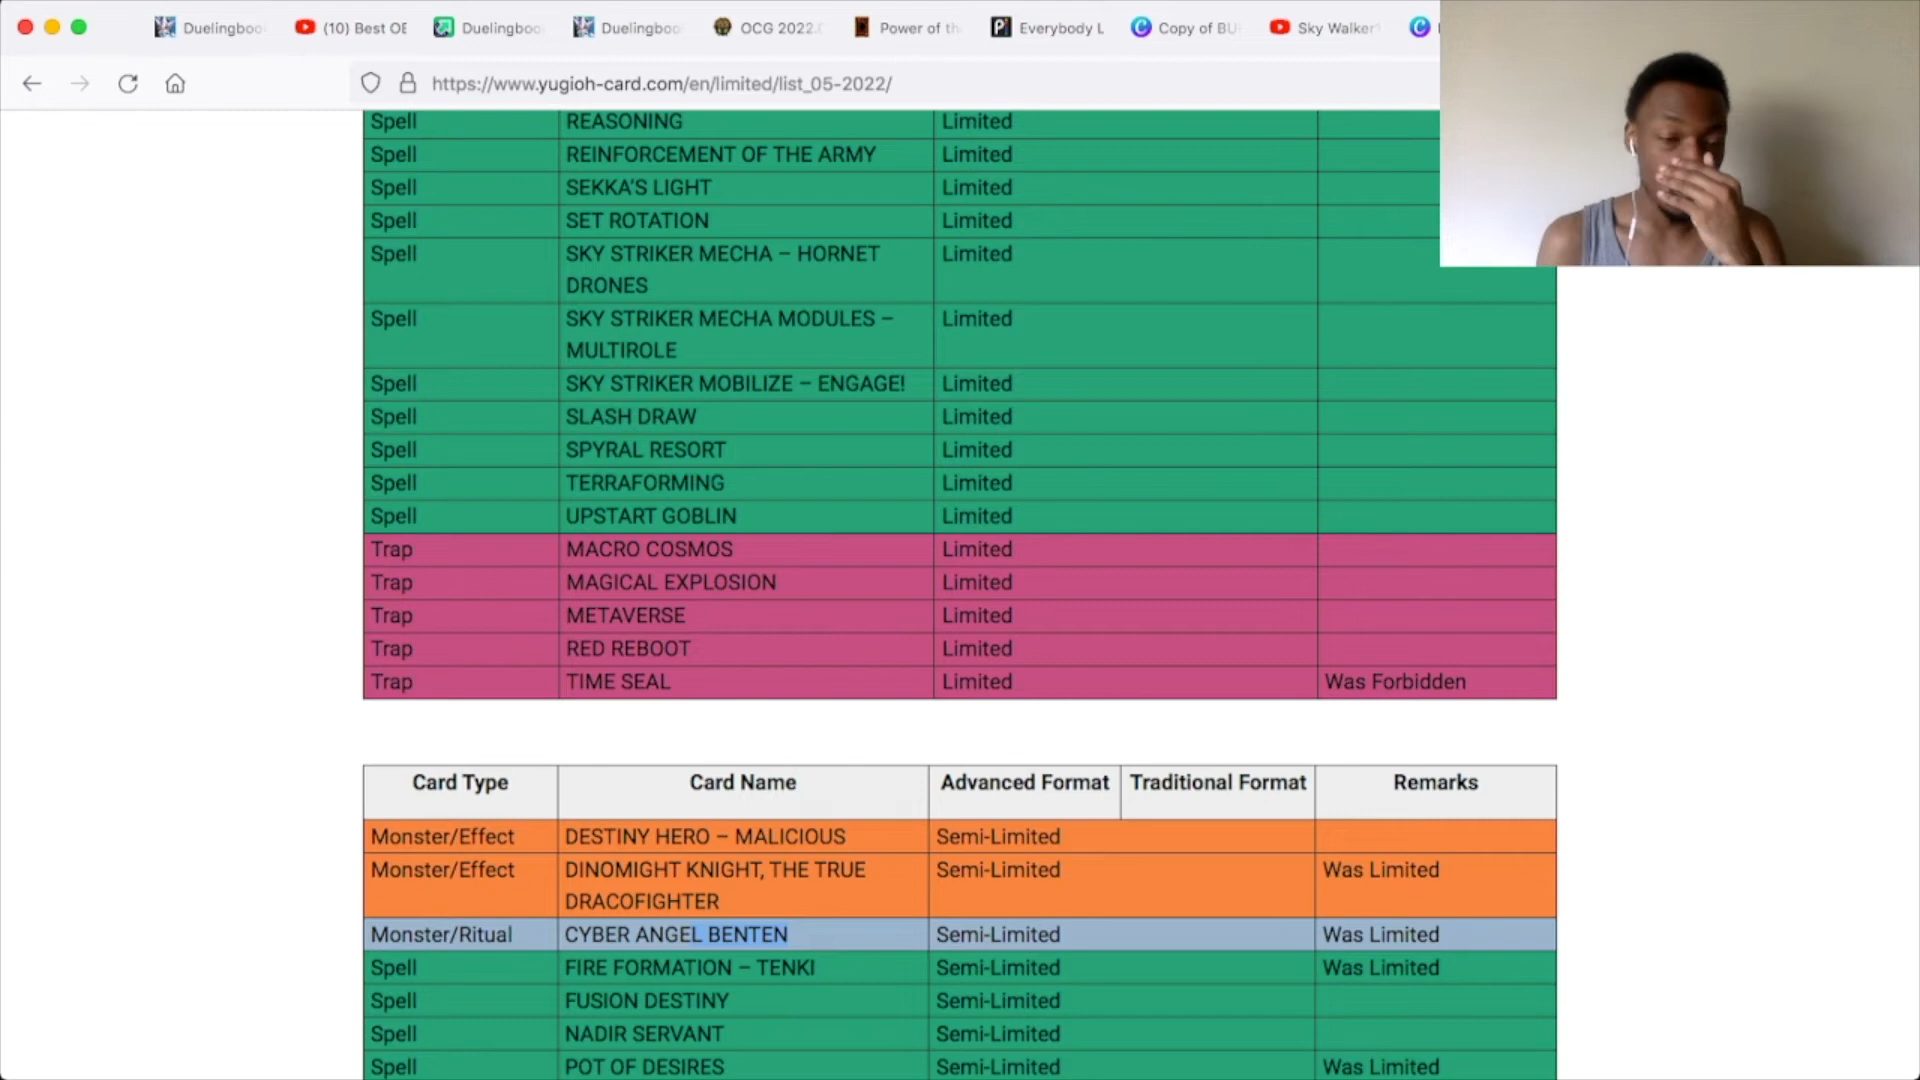 Duelingboo
(10) Best OE
Duelingboo
Duelingboo
OCG 2022.
Power of th
Everybody L
Copy of BU
Sky Walker
https://www.yugioh-card.com/en/limited/list_05-2022/
Spell REASONING Limited
Spell REINFORCEMENT OF THE ARMY Limited
Spell SEKKA'S LIGHT Limited
Spell SET ROTATION Limited
Spell SKY STRIKER MECHA – HORNET Limited
DRONES
Spell SKY STRIKER MECHA MODULES – Limited
MULTIROLE
Spell SKY STRIKER MOBILIZE – ENGAGE! Limited
Spell SLASH DRAW Limited
Spell SPYRAL RESORT Limited
Spell TERRAFORMING Limited
Spell UPSTART GOBLIN Limited
Trap MACRO COSMOS Limited
Trap MAGICAL EXPLOSION Limited
Trap METAVERSE Limited
Trap RED REBOOT Limited
Trap TIME SEAL Limited Was Forbidden
Card Type Card Name Advanced Format Traditional Format Remarks
Monster/Effect DESTINY HERO – MALICIOUS Semi-Limited
Monster/Effect DINOMIGHT KNIGHT, THE TRUE Semi-Limited Was Limited
DRACOFIGHTER
Monster/Ritual CYBER ANGEL BENTEN Semi-Limited Was Limited
Spell FIRE FORMATION – TENKI Semi-Limited Was Limited
Spell FUSION DESTINY Semi-Limited
Spell NADIR SERVANT Semi-Limited
Spell POT OF DESIRES Semi-Limited Was Limited